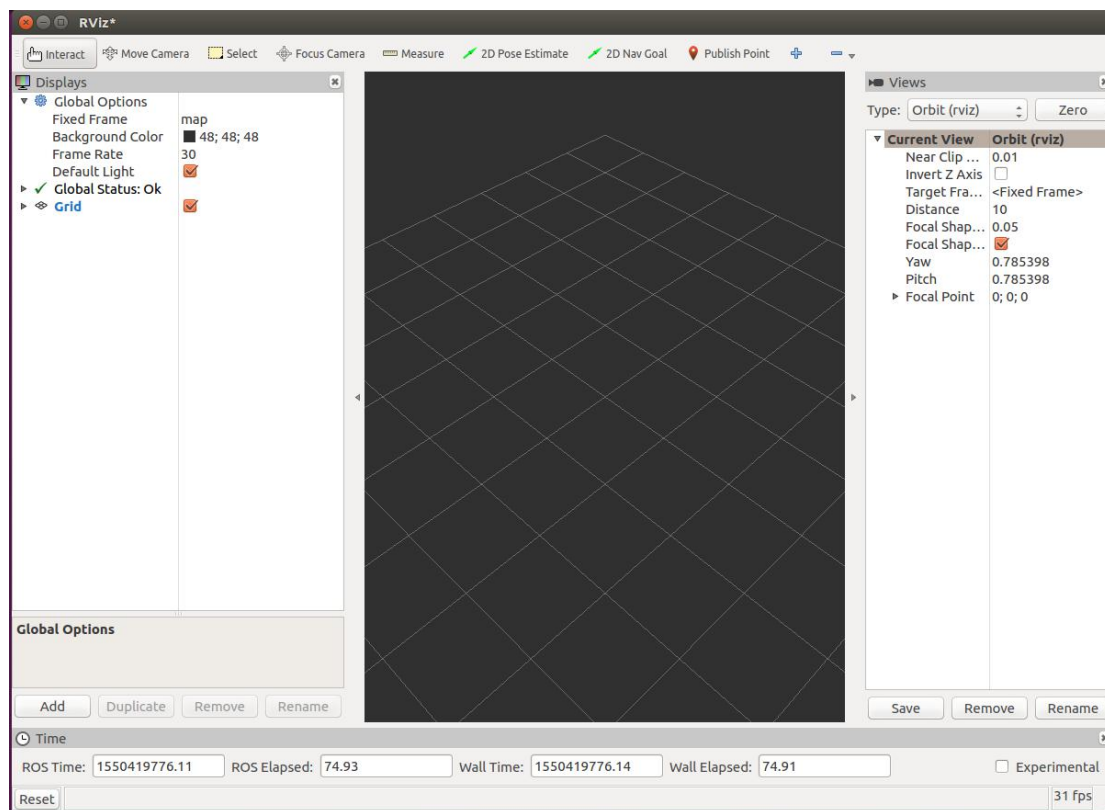 RViz*
Interact Move Camera Select Focus Camera Measure 2D Pose Estimate 2D Nav Goal Publish Point
Displays
Global Options
Fixed Frame map
Background Color 48; 48; 48
Frame Rate 30
Default Light
Global Status: Ok
Grid
Global Options
Add Duplicate Remove Rename
Views
Type: Orbit (rviz) Zero
Current View Orbit (rviz)
Near Clip ... 0.01
Invert Z Axis
Target Fra... <Fixed Frame>
Distance 10
Focal Shap... 0.05
Focal Shap...
Yaw 0.785398
Pitch 0.785398
Focal Point 0; 0; 0
Save Remove Rename
Time
ROS Time: 1550419776.11 ROS Elapsed: 74.93 Wall Time: 1550419776.14 Wall Elapsed: 74.91 Experimental
Reset 31 fps